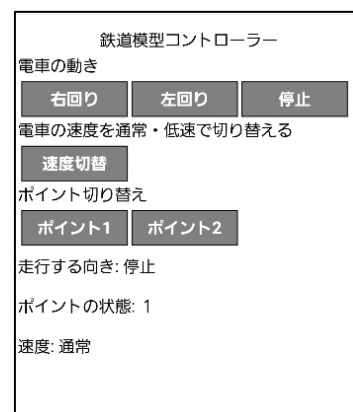 鉄道模型コントローラー
電車の動き
右回り 左回り 停止
電車の速度を通常・低速で切り替える
速度切替
ポイント切り替え
ポイント1 ポイント2
走行する向き: 停止
ポイントの状態: 1
速度: 通常